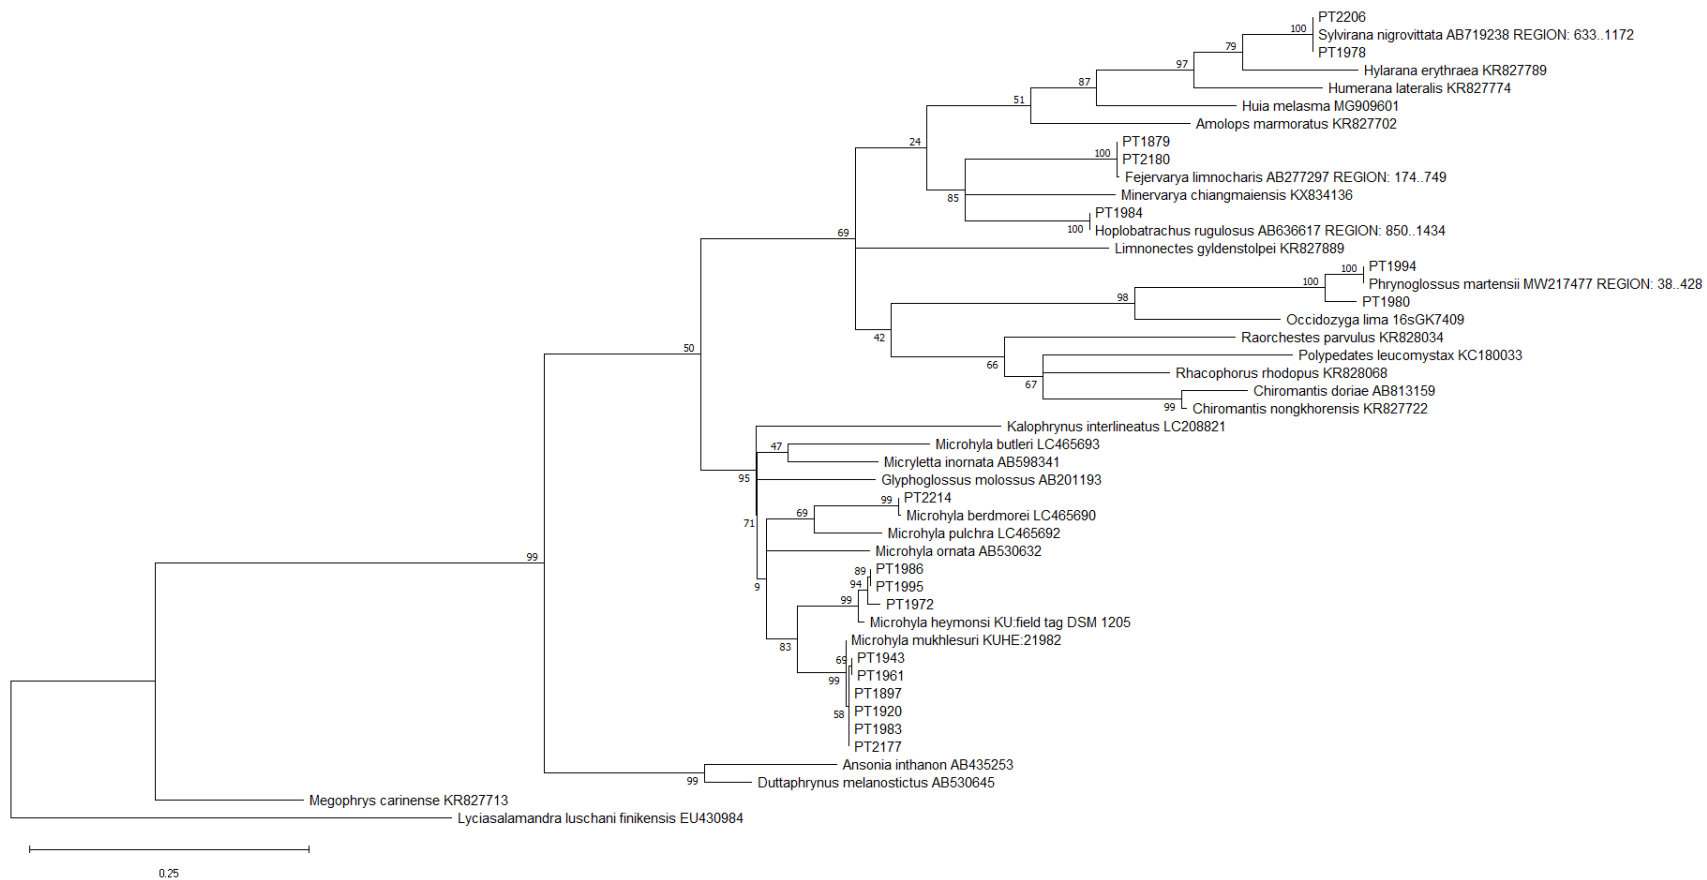 PT2206
100
Sylvirana nigrovittata AB719238 REGION: 633..1172
79
PT1978
97
Hylarana erythraea KR827789
87
Humerana lateralis KR827774
51
Huia melasma MG909601
Amolops marmoratus KR827702
24
PT1879
100
PT2180
Fejervarya limnocharis AB277297 REGION: 174..749
85
Minervarya chiangmaiensis KX834136
PT1984
100
Hoplobatrachus rugulosus AB636617 REGION: 850..1434
69
Limnonectes gyldenstolpei KR827889
100
PT1994
100
Phrynoglossus martensii MW217477 REGION: 38..428
98
PT1980
Occidozyga lima 16sGK7409
42
Raorchestes parvulus KR828034
50
Polypedates leucomystax KC180033
66
Rhacophorus rhodopus KR828068
67
Chiromantis doriae AB813159
99
Chiromantis nongkhorensis KR827722
Kalophrynus interlineatus LC208821
47
Microhyla butleri LC465693
Micryletta inornata AB598341
95
Glyphoglossus molossus AB201193
99
PT2214
69
Microhyla berdmorei LC465690
71
Microhyla pulchra LC465692
99
Microhyla ornata AB530632
89
PT1986
94
PT1995
9
99
PT1972
Microhyla heymonsi KU:field tag DSM 1205
83
Microhyla mukhlesuri KUHE:21982
69
PT1943
99
PT1961
PT1897
58
PT1920
PT1983
PT2177
Ansonia inthanon AB435253
99
Duttaphrynus melanostictus AB530645
Megophrys carinense KR827713
Lyciasalamandra luschani finikensis EU430984
0.25